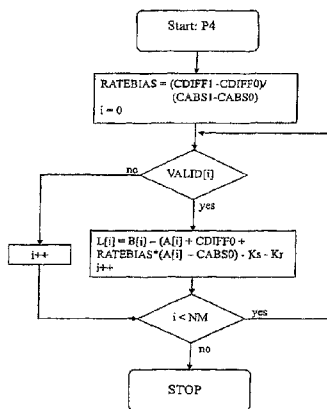 Start: P4
RATEBIAS = (CDIFF1 -CDIFF0)/
(CABS1-CABS0)
i = 0
no
VALID[i]
yes
L[i] = B[i] – (A[i] + CDIFF0 +
RATEBIAS*(A[i] – CABS0) - Ks - Kr
i++
i++
i < NM
yes
no
STOP